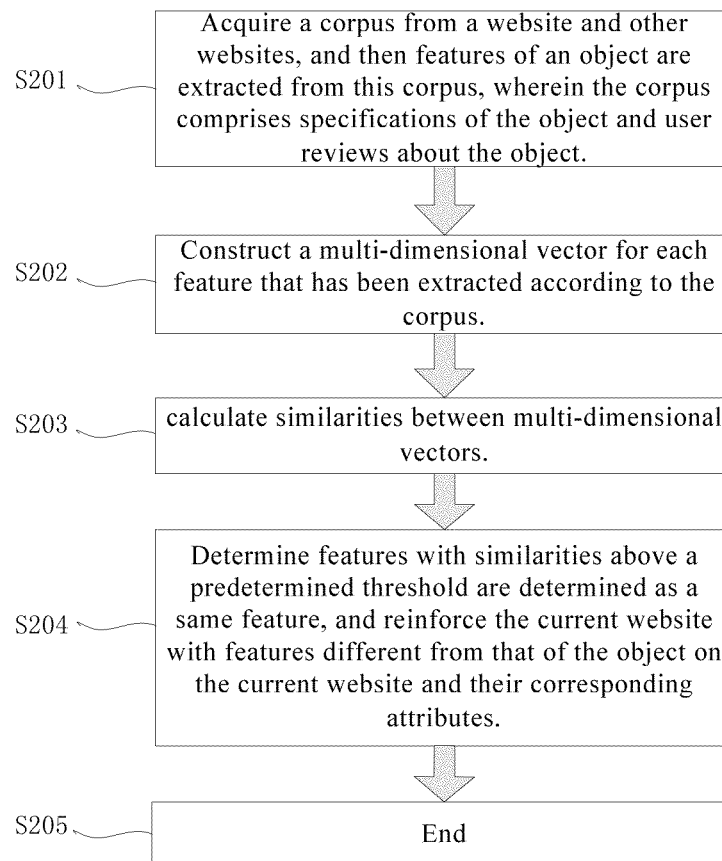 S201
Acquire a corpus from a website and other
websites, and then features of an object are
extracted from this corpus, wherein the corpus
comprises specifications of the object and user
reviews about the object.
S202
Construct a multi-dimensional vector for each
feature that has been extracted according to the
corpus.
S203
calculate similarities between multi-dimensional
vectors.
S204
Determine features with similarities above a
predetermined threshold are determined as a
same feature, and reinforce the current website
with features different from that of the object on
the current website and their corresponding
attributes.
S205
End